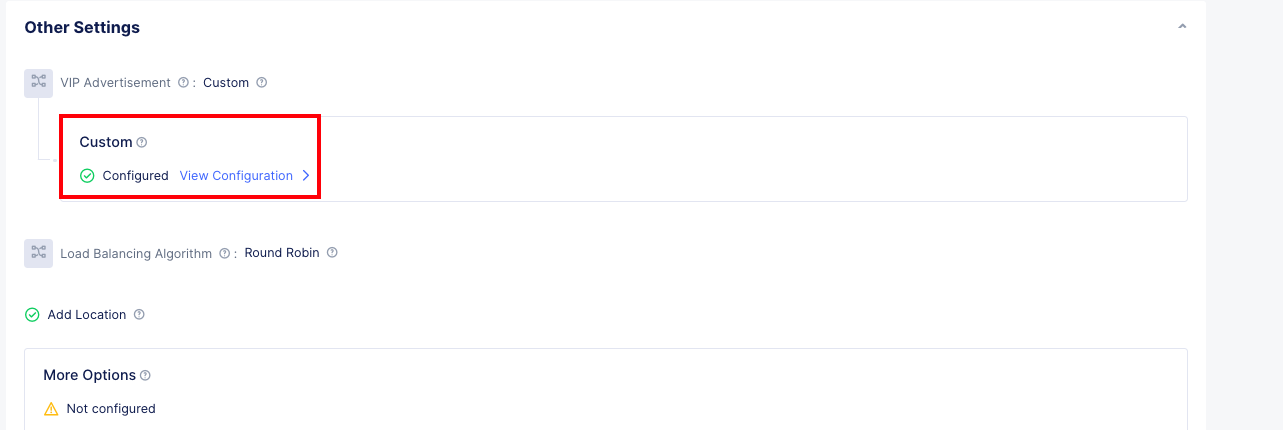 Other Settings
VIP Advertisement : Custom
Custom
Configured View Configuration
Load Balancing Algorithm : Round Robin
Add Location
More Options
Not configured